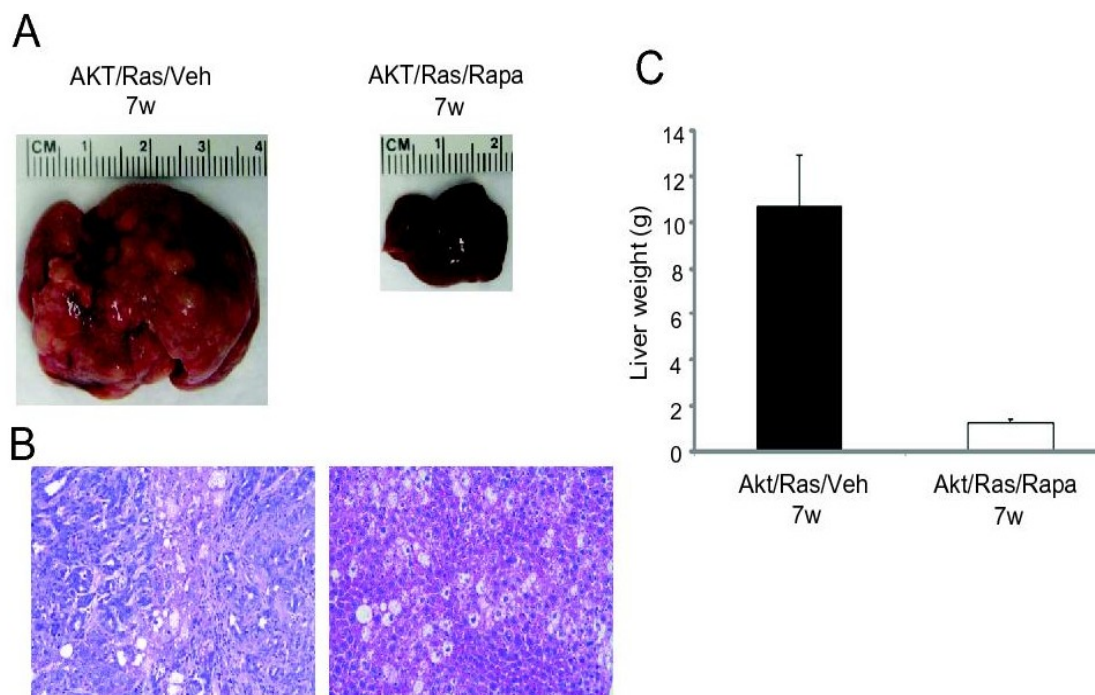 A
AKT/Ras/Veh
7w
AKT/Ras/Rapa
7w
CM 1 2 3 4
CM 1 2
B
C
Liver weight (g)
14
12
10
8
6
4
2
0
Akt/Ras/Veh
7w
Akt/Ras/Rapa
7w